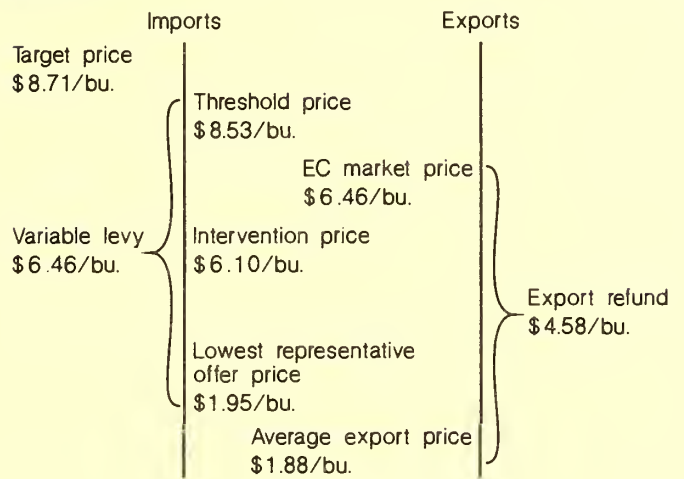 Imports
Exports
Target price
$8.71/bu.
Threshold price
$8.53/bu.
EC market price
$6.46/bu.
Variable levy
$6.46/bu.
Intervention price
$6.10/bu.
Export refund
$4.58/bu.
Lowest representative
offer price
$1.95/bu.
Average export price
$1.88/bu.